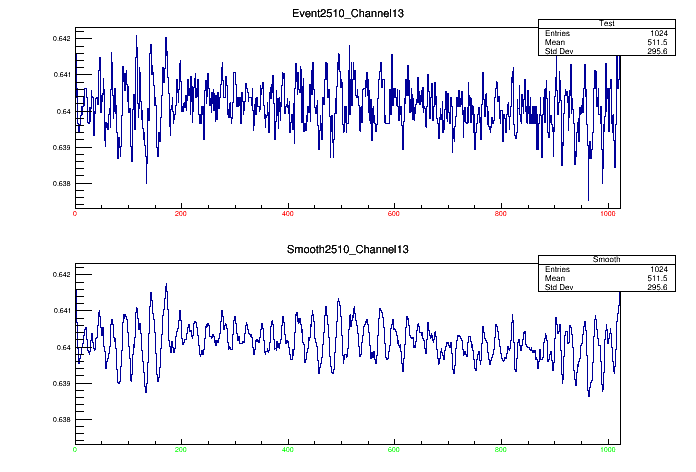 Event2510_Channel13
Test
Entries 1024
Mean 511.5
Std Dev 295.6
0.642
0.641
0.64
0.639
0.638
0 200 400 600 800 1000
Smooth2510_Channel13
Smooth
Entries 1024
Mean 511.5
Std Dev 295.6
0.642
0.641
0.64
0.639
0.638
0 200 400 600 800 1000